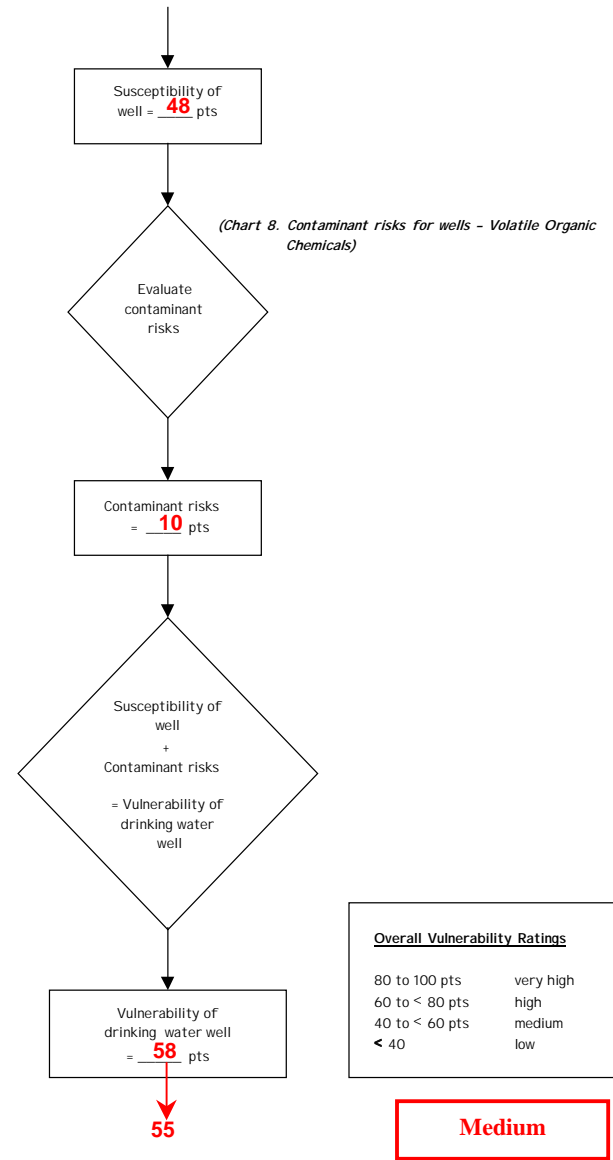 Susceptibility of
well = 48 pts
(Chart 8. Contaminant risks for wells – Volatile Organic
Chemicals)
Evaluate
contaminant
risks
Contaminant risks
= 10 pts
Susceptibility of
well
+
Contaminant risks
= Vulnerability of
drinking water
well
Overall Vulnerability Ratings
80 to 100 pts very high
60 to < 80 pts high
40 to < 60 pts medium
< 40 low
Vulnerability of
drinking water well
= 58 pts
55
Medium